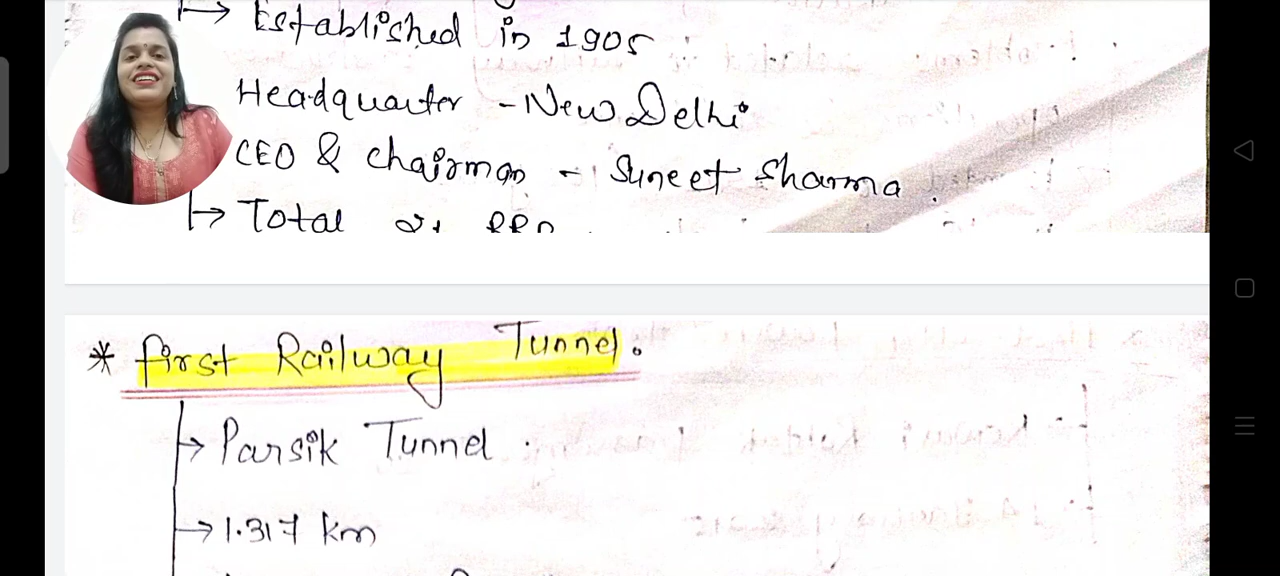 → Established in 1905
Headquarter - New Delhi
CEO & Chairman - Suneet Sharma.
→ Total
* First Railway Tunnel.
→ Parsik Tunnel
→ 1.317 km